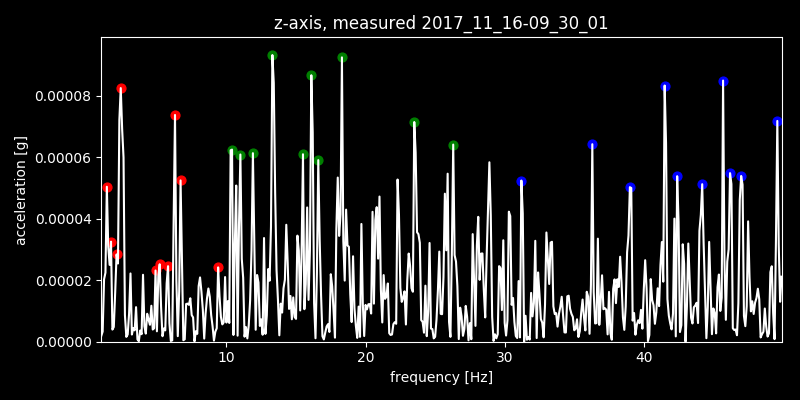 z-axis, measured 2017_11_16-09_30_01
acceleration [g]
0.00008
0.00006
0.00004
0.00002
0.00000
10 20 30 40
frequency [Hz]